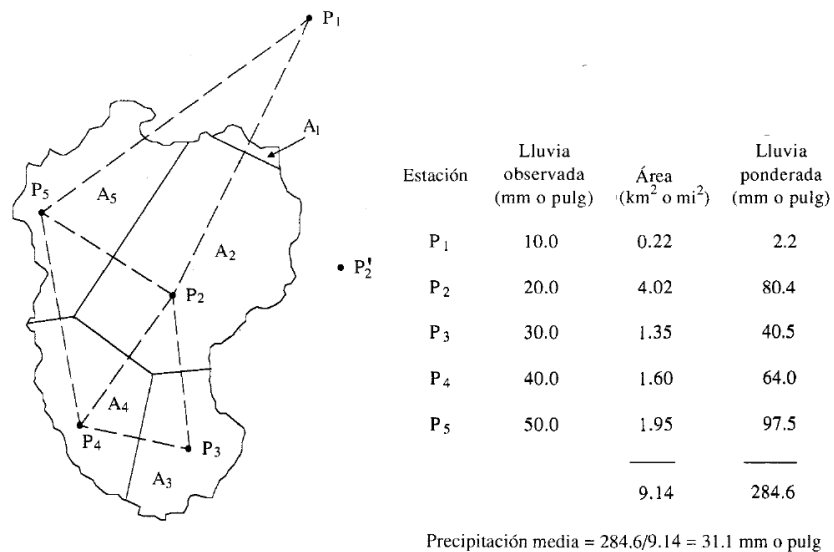 P1
A1
P5
A5
A2
P2'
P2
A4
P4
P3
A3
Estación Lluvia observada (mm o pulg) Área (km² o mi²) Lluvia ponderada (mm o pulg)
P1 10.0 0.22 2.2
P2 20.0 4.02 80.4
P3 30.0 1.35 40.5
P4 40.0 1.60 64.0
P5 50.0 1.95 97.5
9.14 284.6
Precipitación media = 284.6/9.14 = 31.1 mm o pulg